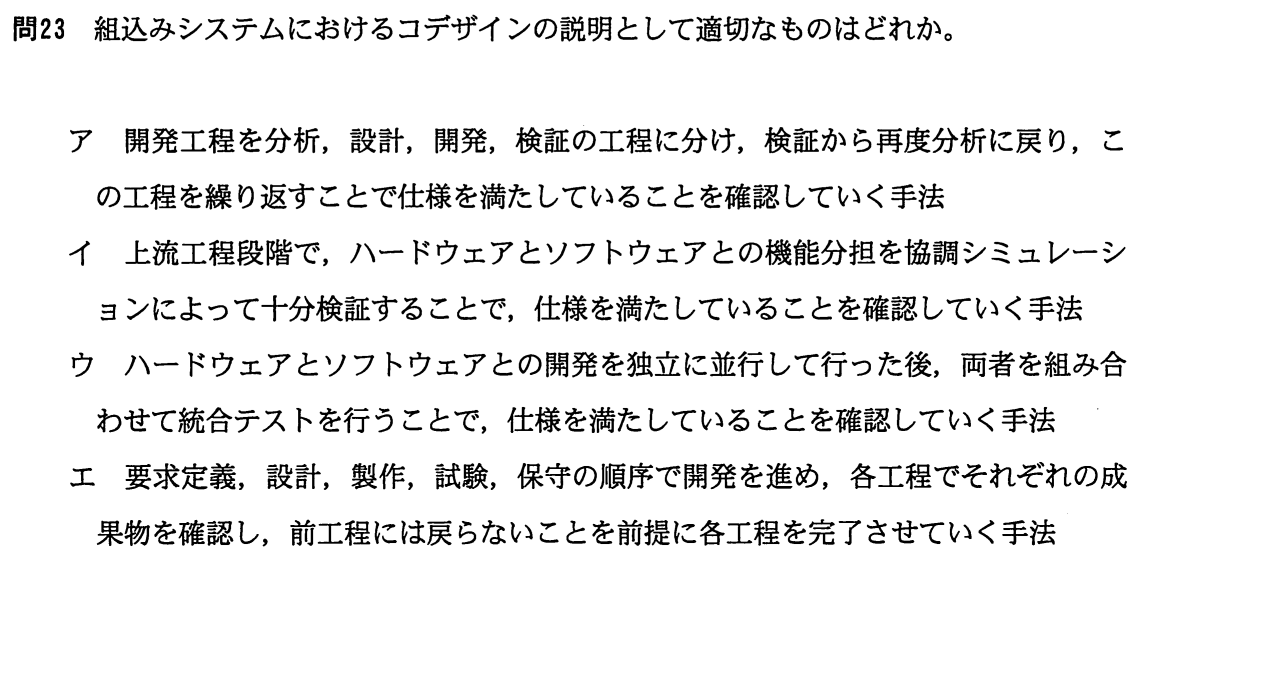 問23 組込みシステムにおけるコデザインの説明として適切なものはどれか。
ア 開発工程を分析，設計，開発，検証の工程に分け，検証から再度分析に戻り，こ
の工程を繰り返すことで仕様を満たしていることを確認していく手法
イ 上流工程段階で，ハードウェアとソフトウェアとの機能分担を協調シミュレーシ
ョンによって十分検証することで，仕様を満たしていることを確認していく手法
ウ ハードウェアとソフトウェアとの開発を独立に並行して行った後，両者を組み合
わせて統合テストを行うことで，仕様を満たしていることを確認していく手法
エ 要求定義，設計，製作，試験，保守の順序で開発を進め，各工程でそれぞれの成
果物を確認し，前工程には戻らないことを前提に各工程を完了させていく手法